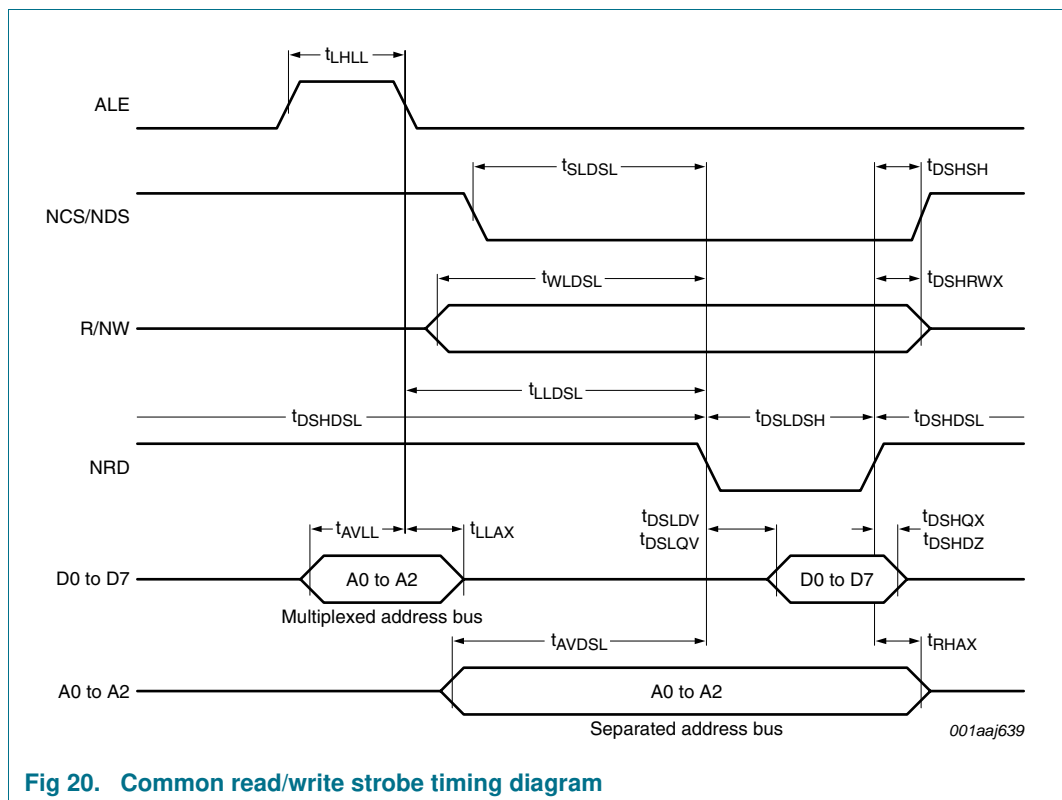 tLHLL
ALE
tSLDSL tDSHSH
NCS/NDS
tWLDSL tDSHRWX
R/NW
tLLDSL
tDSHDSL tDSLDSH tDSHDSL
NRD
tAVLL tLLAX tDSLDV tDSHQX
tDSLQV tDSHDZ
D0 to D7 A0 to A2 D0 to D7
Multiplexed address bus
tAVDSL tRHAX
A0 to A2 A0 to A2
Separated address bus 001aaj639
Fig 20. Common read/write strobe timing diagram